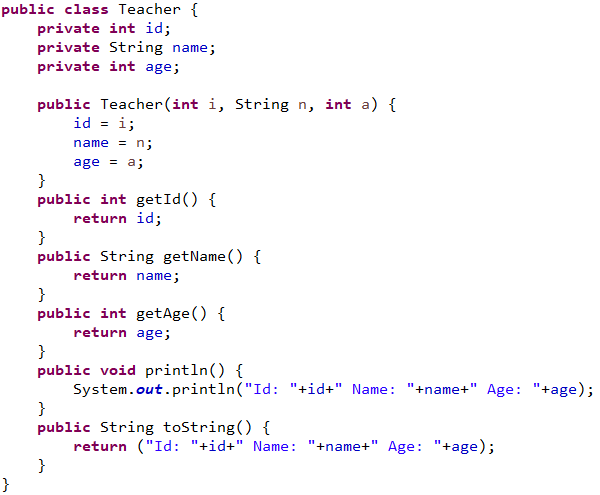 public class Teacher {
    private int id;
    private String name;
    private int age;

    public Teacher(int i, String n, int a) {
        id = i;
        name = n;
        age = a;
    }
    public int getId() {
        return id;
    }
    public String getName() {
        return name;
    }
    public int getAge() {
        return age;
    }
    public void println() {
        System.out.println("Id: "+id+" Name: "+name+" Age: "+age);
    }
    public String toString() {
        return ("Id: "+id+" Name: "+name+" Age: "+age);
    }
}